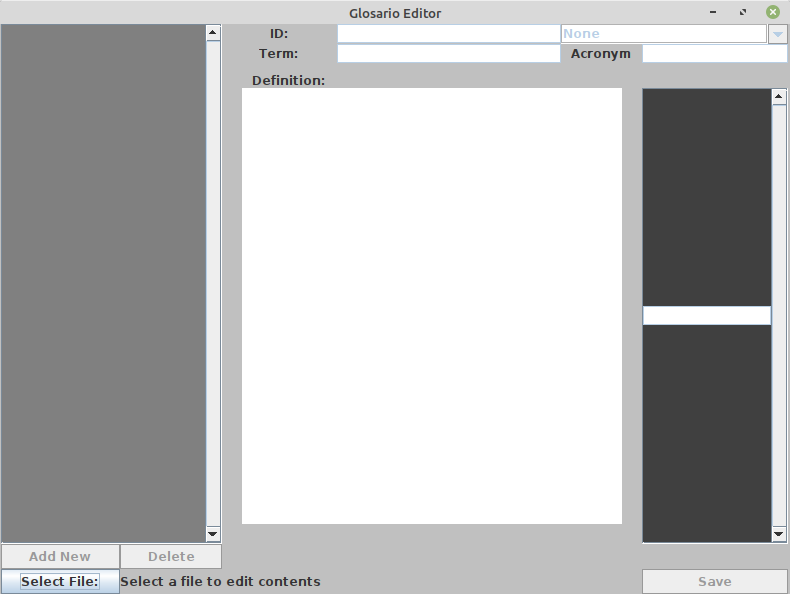 Glosario Editor
ID:
None
Term:
Acronym
Definition:
Add New
Delete
Select File:
Select a file to edit contents
Save